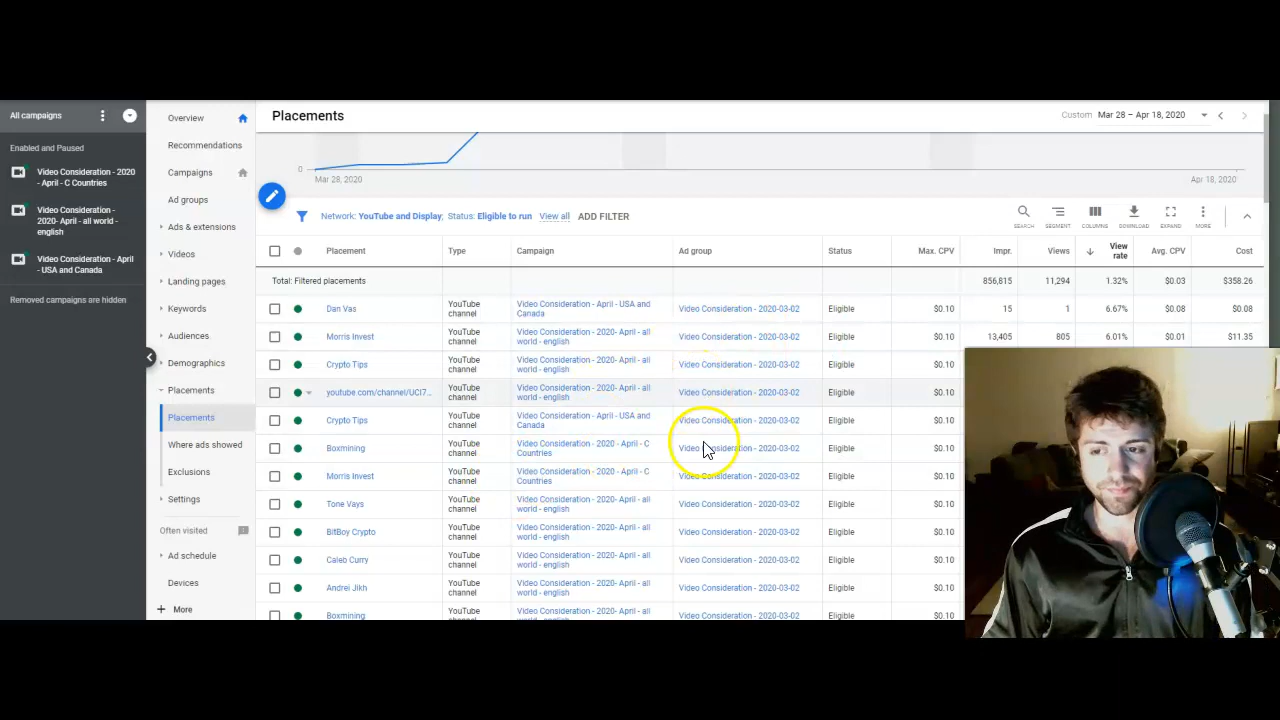 All campaigns
Enabled and Paused
Video Consideration - 2020
- April - C Countries
Video Consideration -
2020- April - all world -
english
Video Consideration - April
- USA and Canada
Removed campaigns are hidden
Overview
Recommendations
Campaigns
Ad groups
Ads & extensions
Videos
Landing pages
Keywords
Audiences
Demographics
Placements
Placements
Where ads showed
Exclusions
Settings
Often visited
Ad schedule
Devices
More
Placements
Custom Mar 28 – Apr 18, 2020
0
Mar 28, 2020 Apr 18, 2020
Network: YouTube and Display; Status: Eligible to run View all ADD FILTER
SEARCH SEGMENT COLUMNS DOWNLOAD EXPAND MORE
Placement Type Campaign Ad group Status Max. CPV Impr. Views View rate Avg. CPV Cost
Total: Filtered placements 856,815 11,294 1.32% $0.03 $358.26
Dan Vas YouTube channel Video Consideration - April - USA and Canada Video Consideration - 2020-03-02 Eligible $0.10 15 1 6.67% $0.08 $0.08
Morris Invest YouTube channel Video Consideration - 2020- April - all world - english Video Consideration - 2020-03-02 Eligible $0.10 13,405 805 6.01% $0.01 $11.35
Crypto Tips YouTube channel Video Consideration - 2020- April - all world - english Video Consideration - 2020-03-02 Eligible $0.10
youtube.com/channel/UCI7... YouTube channel Video Consideration - 2020- April - all world - english Video Consideration - 2020-03-02 Eligible $0.10
Crypto Tips YouTube channel Video Consideration - April - USA and Canada Video Consideration - 2020-03-02 Eligible $0.10
Boxmining YouTube channel Video Consideration - 2020 - April - C Countries Video Consideration - 2020-03-02 Eligible $0.10
Morris Invest YouTube channel Video Consideration - 2020 - April - C Countries Video Consideration - 2020-03-02 Eligible $0.10
Tone Vays YouTube channel Video Consideration - 2020- April - all world - english Video Consideration - 2020-03-02 Eligible $0.10
BitBoy Crypto YouTube channel Video Consideration - 2020- April - all world - english Video Consideration - 2020-03-02 Eligible $0.10
Caleb Curry YouTube channel Video Consideration - 2020- April - all world - english Video Consideration - 2020-03-02 Eligible $0.10
Andrei Jikh YouTube channel Video Consideration - 2020- April - all world - english Video Consideration - 2020-03-02 Eligible $0.10
Boxmining YouTube channel Video Consideration - 2020- April - all world - english Video Consideration - 2020-03-02 Eligible $0.10